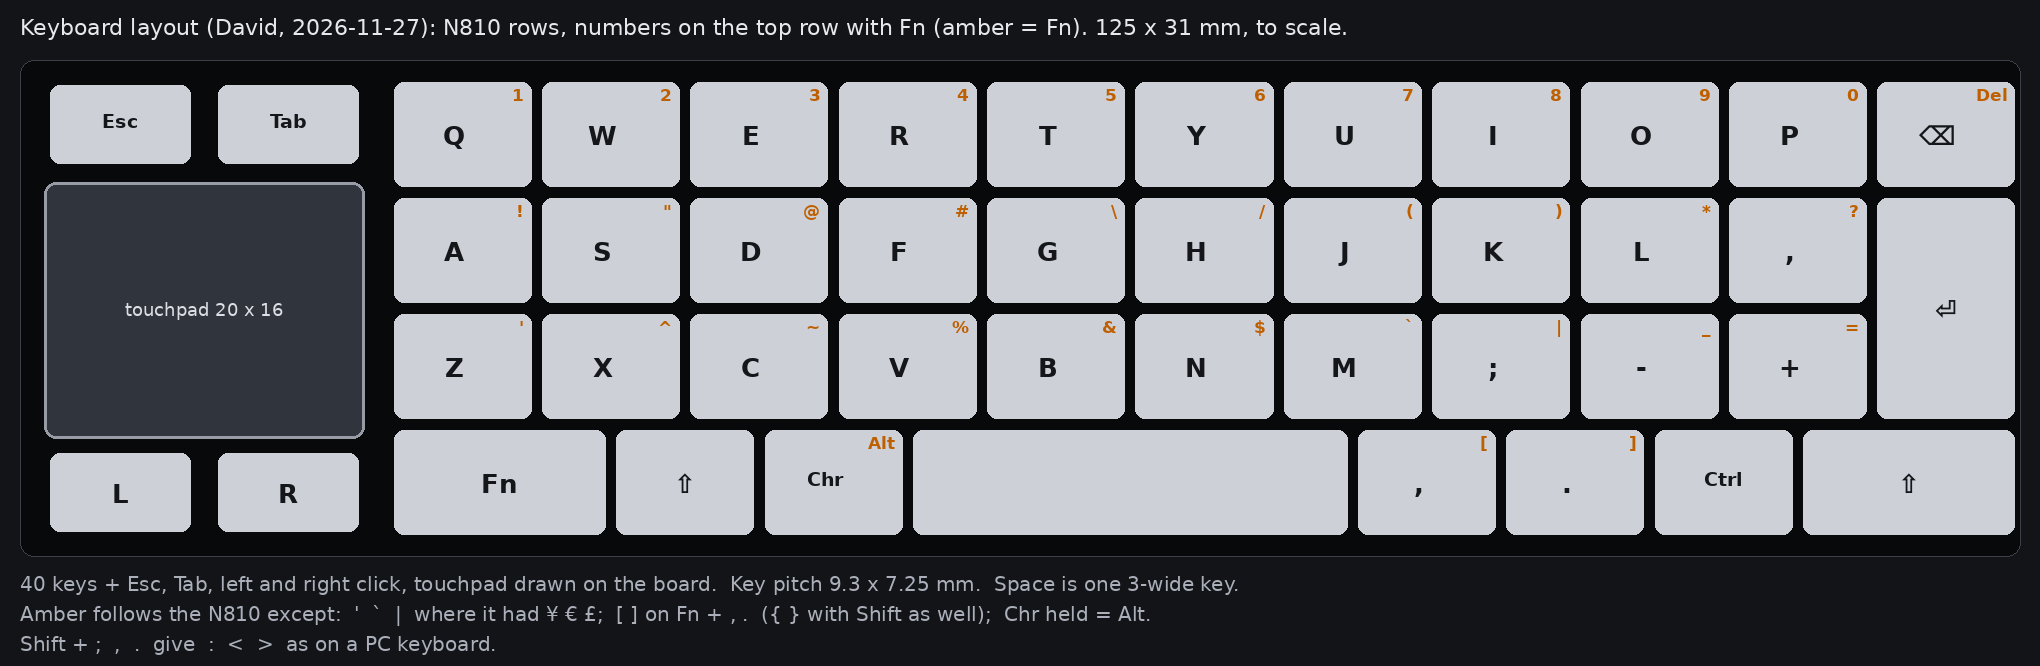 Keyboard layout (David, 2026-11-27): N810 rows, numbers on the top row with Fn (amber = Fn). 125 x 31 mm, to scale.
Esc Tab Q 1 W 2 E 3 R 4 T 5 Y 6 U 7 I 8 O 9 P 0 ⌫ Del
A ! S " D @ F # G \ H / J ( K ) L * , ?
touchpad 20 x 16 ⏎
Z ' X ^ C ~ V % B & N $ M ` ; | - _ + =
L R Fn ⇧ Chr Alt , [ . ] Ctrl ⇧
40 keys + Esc, Tab, left and right click, touchpad drawn on the board.  Key pitch 9.3 x 7.25 mm.  Space is one 3-wide key.
Amber follows the N810 except:  '  `  |  where it had ¥ € £;  [ ] on Fn + , .  ({ } with Shift as well);  Chr held = Alt.
Shift + ;  ,  .  give  :  <  >  as on a PC keyboard.